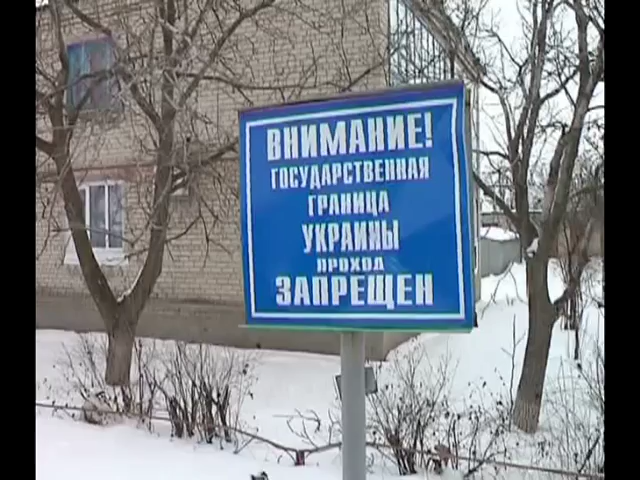 ВНИМАНИЕ!
ГОСУДАРСТВЕННАЯ
ГРАНИЦА
УКРАИНЫ
ПРОХОД
ЗАПРЕЩЕН